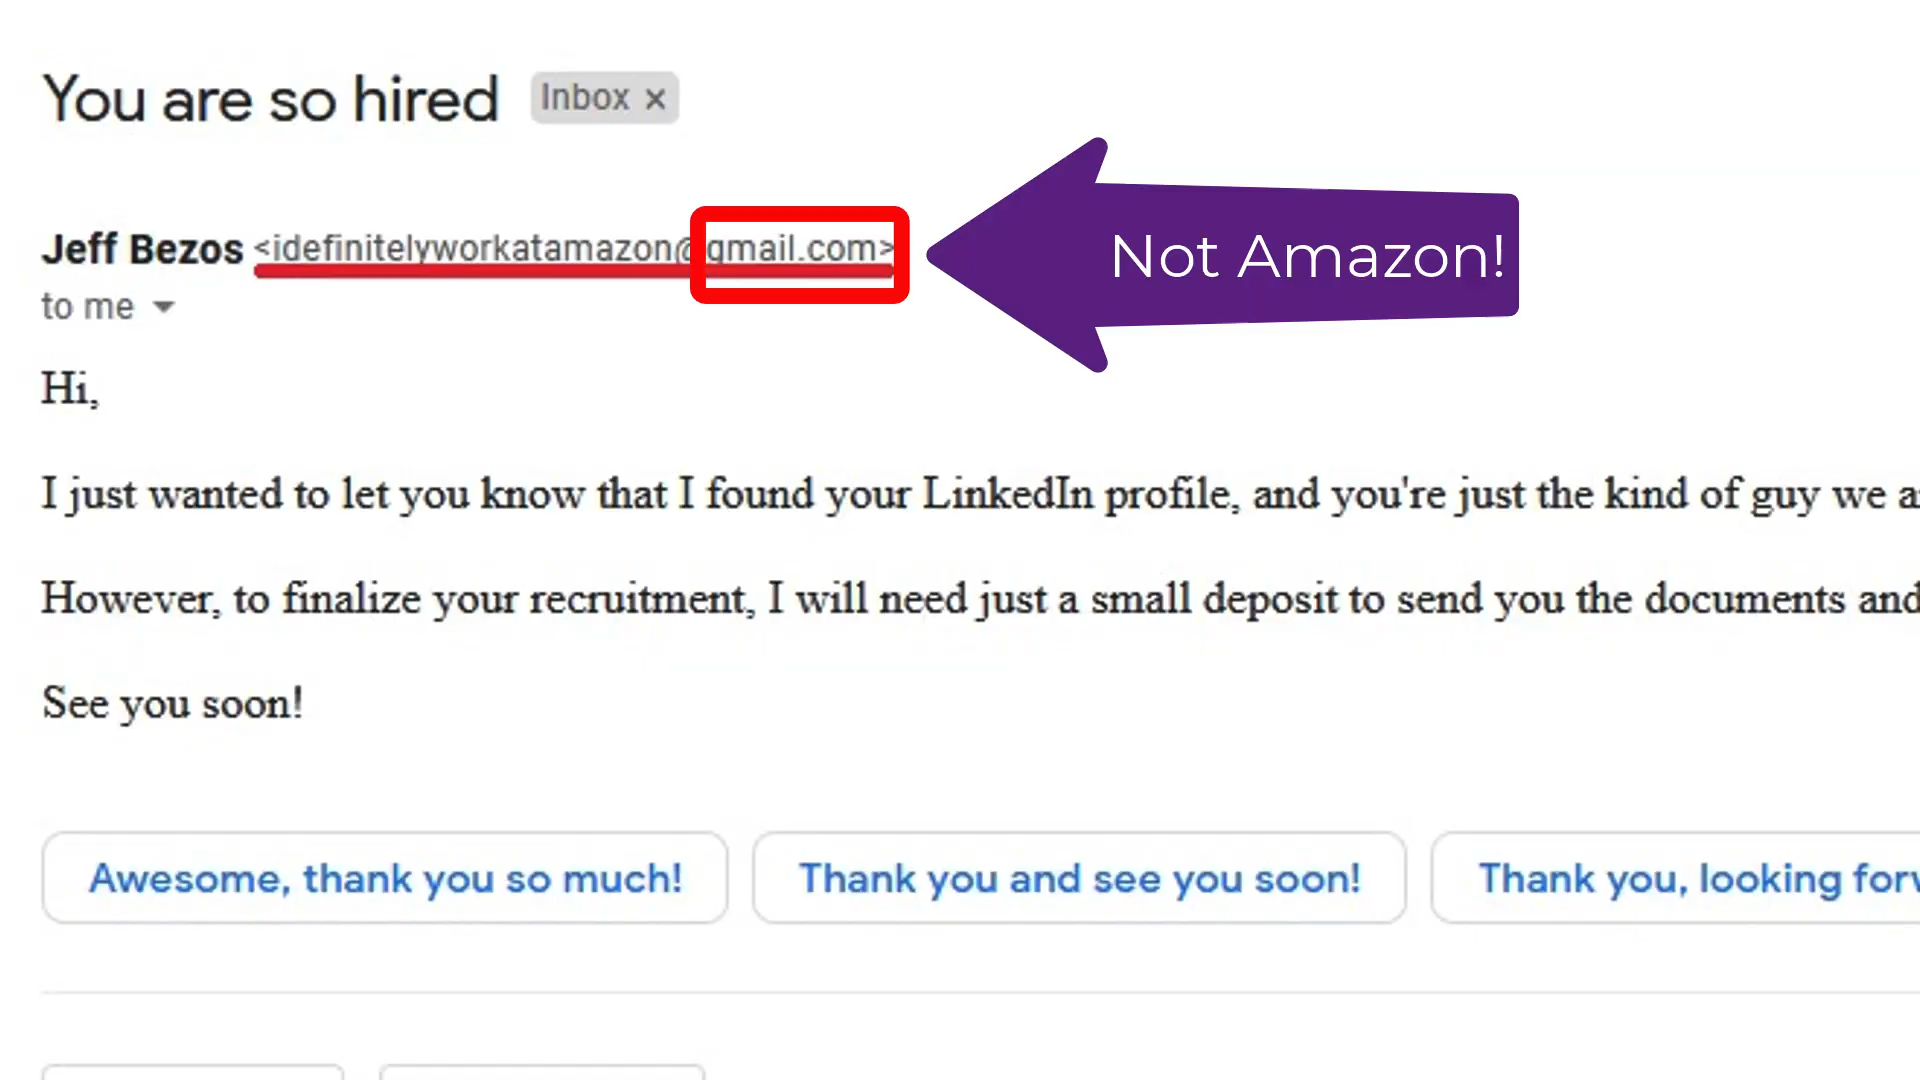 You are so hired Inbox x
Jeff Bezos <idefinitelyworkatamazon@gmail.com>
Not Amazon!
to me
Hi,
I just wanted to let you know that I found your LinkedIn profile, and you're just the kind of guy we
However, to finalize your recruitment, I will need just a small deposit to send you the documents and
See you soon!
Awesome, thank you so much!
Thank you and see you soon!
Thank you, looking